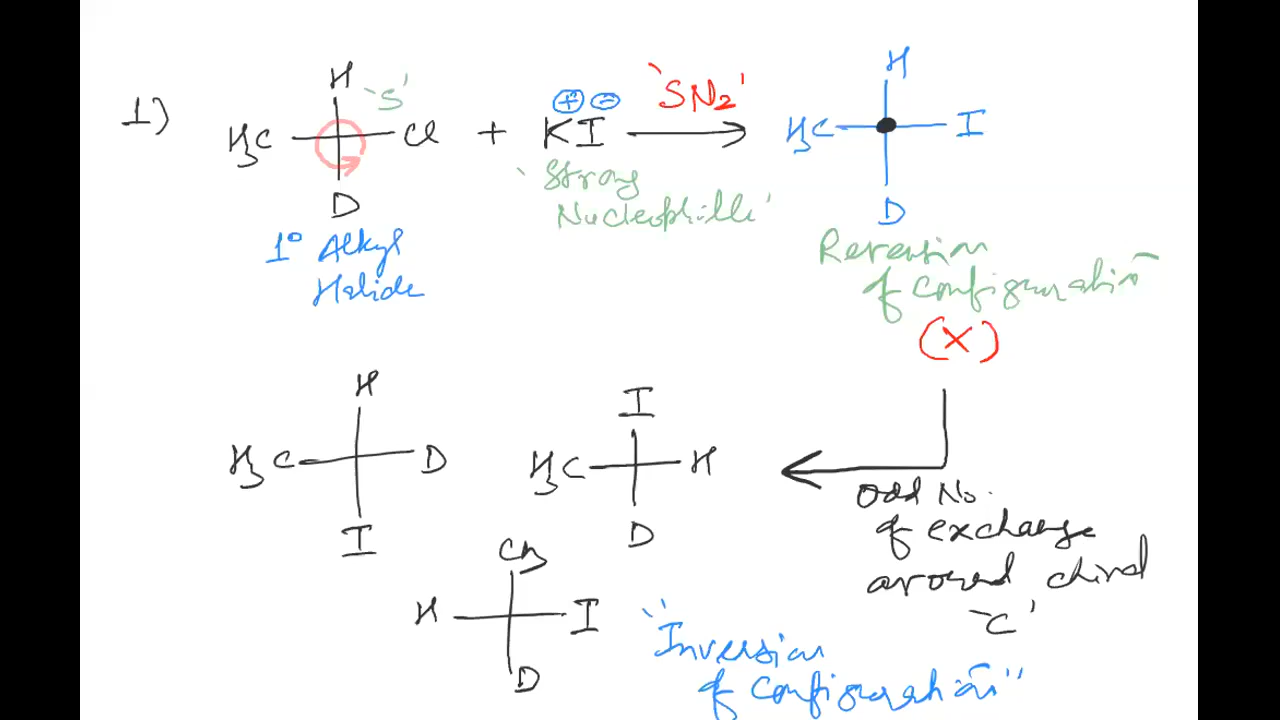 1)
H
'S'
H3C Cl + KI 'SN2'
⊕ ⊖
D
1° Alkyl
Halide
'Strong
Nucleophille'
H
H3C I
D
Retention
of configuration
(X)
Odd No.
of exchange
around chiral
'C'
H
H3C D
I
I
H3C H
D
CH3
H I
D
"Inversion
of configuration"